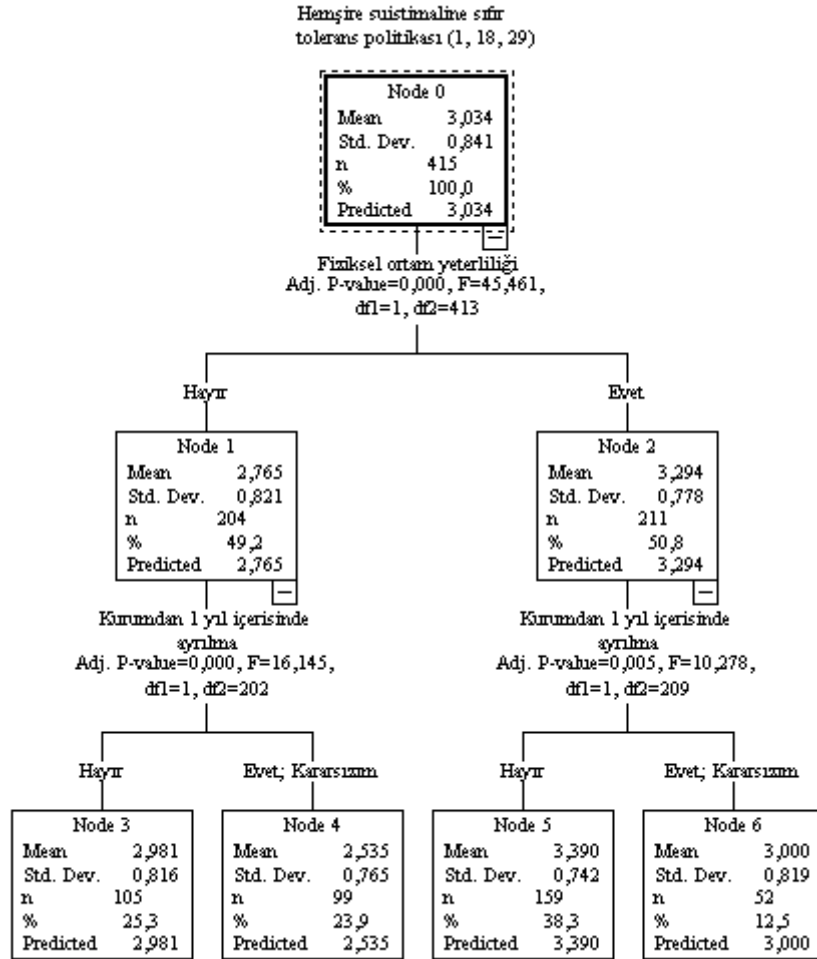 Hemşire suistimaline sıfır
tolerans politikası (1, 18, 29)
Node 0
Mean 3,034
Std. Dev. 0,841
n 415
% 100,0
Predicted 3,034
Fiziksel ortam yeterliliği
Adj. P-value=0,000, F=45,461,
df1=1, df2=413
Hayır
Evet
Node 1
Mean 2,765
Std. Dev. 0,821
n 204
% 49,2
Predicted 2,765
Node 2
Mean 3,294
Std. Dev. 0,778
n 211
% 50,8
Predicted 3,294
Kurumdan 1 yıl içerisinde
ayrılma
Adj. P-value=0,000, F=16,145,
df1=1, df2=202
Kurumdan 1 yıl içerisinde
ayrılma
Adj. P-value=0,005, F=10,278,
df1=1, df2=209
Hayır
Evet; Kararsızım
Hayır
Evet; Kararsızım
Node 3
Mean 2,981
Std. Dev. 0,816
n 105
% 25,3
Predicted 2,981
Node 4
Mean 2,535
Std. Dev. 0,765
n 99
% 23,9
Predicted 2,535
Node 5
Mean 3,390
Std. Dev. 0,742
n 159
% 38,3
Predicted 3,390
Node 6
Mean 3,000
Std. Dev. 0,819
n 52
% 12,5
Predicted 3,000